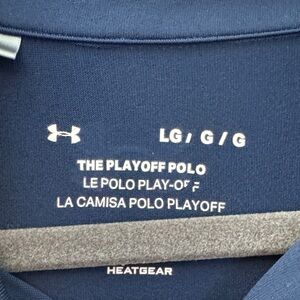 LG / G / G
THE PLAYOFF POLO
LE POLO PLAY-OFF
LA CAMISA POLO PLAYOFF
HEATGEAR